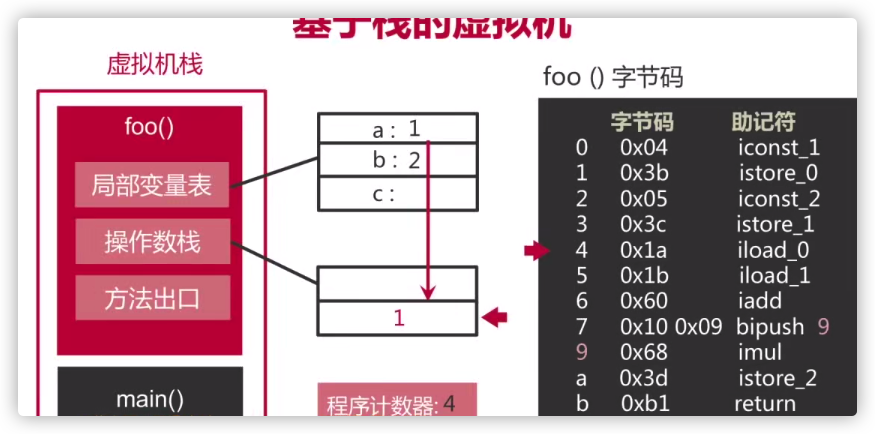 基于栈的虚拟机
虚拟机栈
foo()
局部变量表
操作数栈
方法出口
main()
a : 1
b : 2
c :
1
程序计数器: 4
foo () 字节码
字节码 助记符
0 0x04 iconst_1
1 0x3b istore_0
2 0x05 iconst_2
3 0x3c istore_1
4 0x1a iload_0
5 0x1b iload_1
6 0x60 iadd
7 0x10 0x09 bipush 9
9 0x68 imul
a 0x3d istore_2
b 0xb1 return